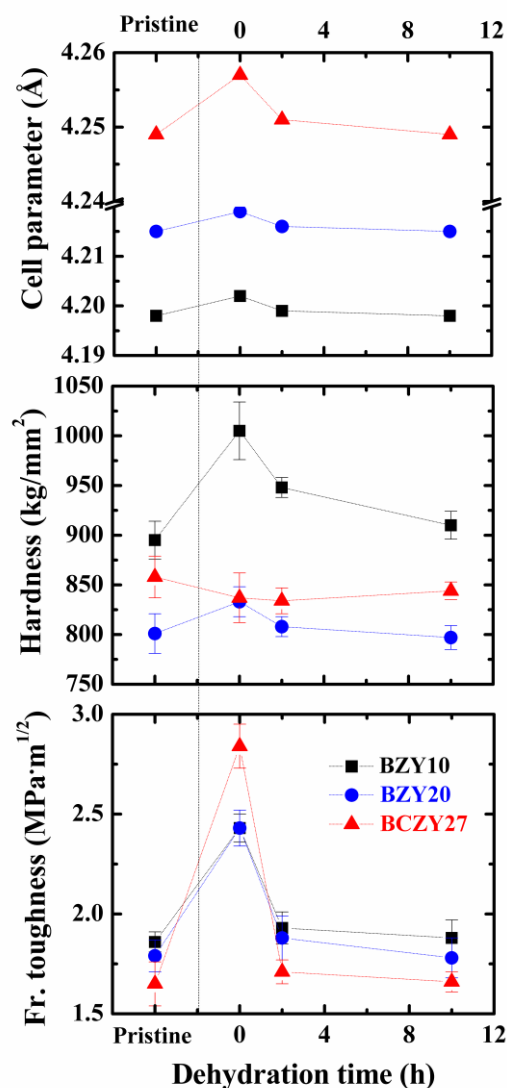 Pristine 0 4 8 12
4.26
4.25
4.24
4.21
4.20
4.19
Cell parameter (Å)
1050
1000
950
900
850
800
750
Hardness (kg/mm²)
3.0
2.5
2.0
1.5
Fr. toughness (MPa·m^1/2)
BZY10
BZY20
BCZY27
Pristine 0 4 8 12
Dehydration time (h)